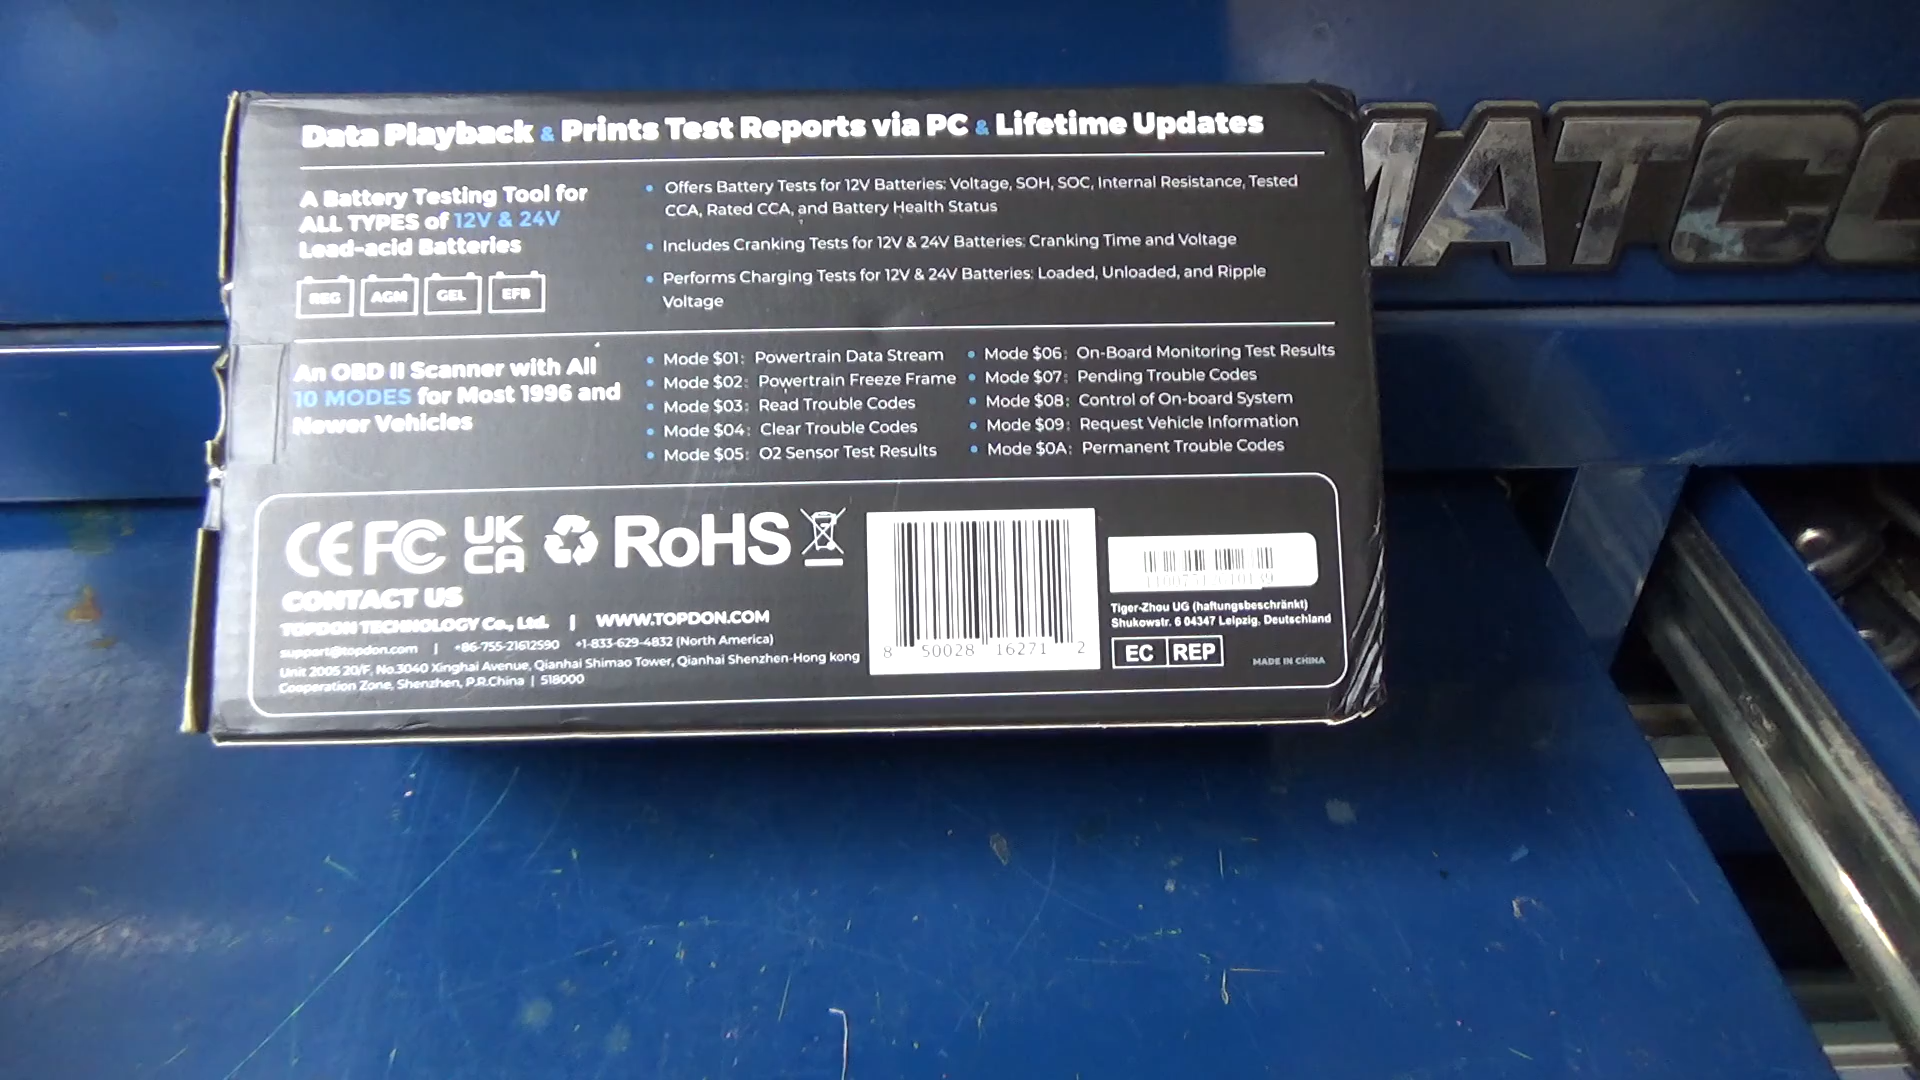 Data Playback & Prints Test Reports via PC & Lifetime Updates
A Battery Testing Tool for
ALL TYPES of 12V & 24V
Lead-acid Batteries
REG AGM GEL EFB
• Offers Battery Tests for 12V Batteries: Voltage, SOH, SOC, Internal Resistance, Tested
CCA, Rated CCA, and Battery Health Status
• Includes Cranking Tests for 12V & 24V Batteries: Cranking Time and Voltage
• Performs Charging Tests for 12V & 24V Batteries: Loaded, Unloaded, and Ripple
Voltage
An OBD II Scanner with All
10 MODES for Most 1996 and
Newer Vehicles
• Mode $01: Powertrain Data Stream
• Mode $02: Powertrain Freeze Frame
• Mode $03: Read Trouble Codes
• Mode $04: Clear Trouble Codes
• Mode $05: O2 Sensor Test Results
• Mode $06: On-Board Monitoring Test Results
• Mode $07: Pending Trouble Codes
• Mode $08: Control of On-board System
• Mode $09: Request Vehicle Information
• Mode $0A: Permanent Trouble Codes
CE FC UK CA RoHS
CONTACT US
TOPDON TECHNOLOGY Co., Ltd. | WWW.TOPDON.COM
support@topdon.com | +86-755-21612590 +1-833-629-4832 (North America)
Unit 2005 20/F, No.3040 Xinghai Avenue, Qianhai Shimao Tower, Qianhai Shenzhen-Hong kong
Cooperation Zone, Shenzhen, P.R.China | 518000
8 50028 16271 2
Tiger-Zhou UG (haftungsbeschränkt)
Shukowstr. 6 04347 Leipzig, Deutschland
EC REP
MADE IN CHINA
MATCO